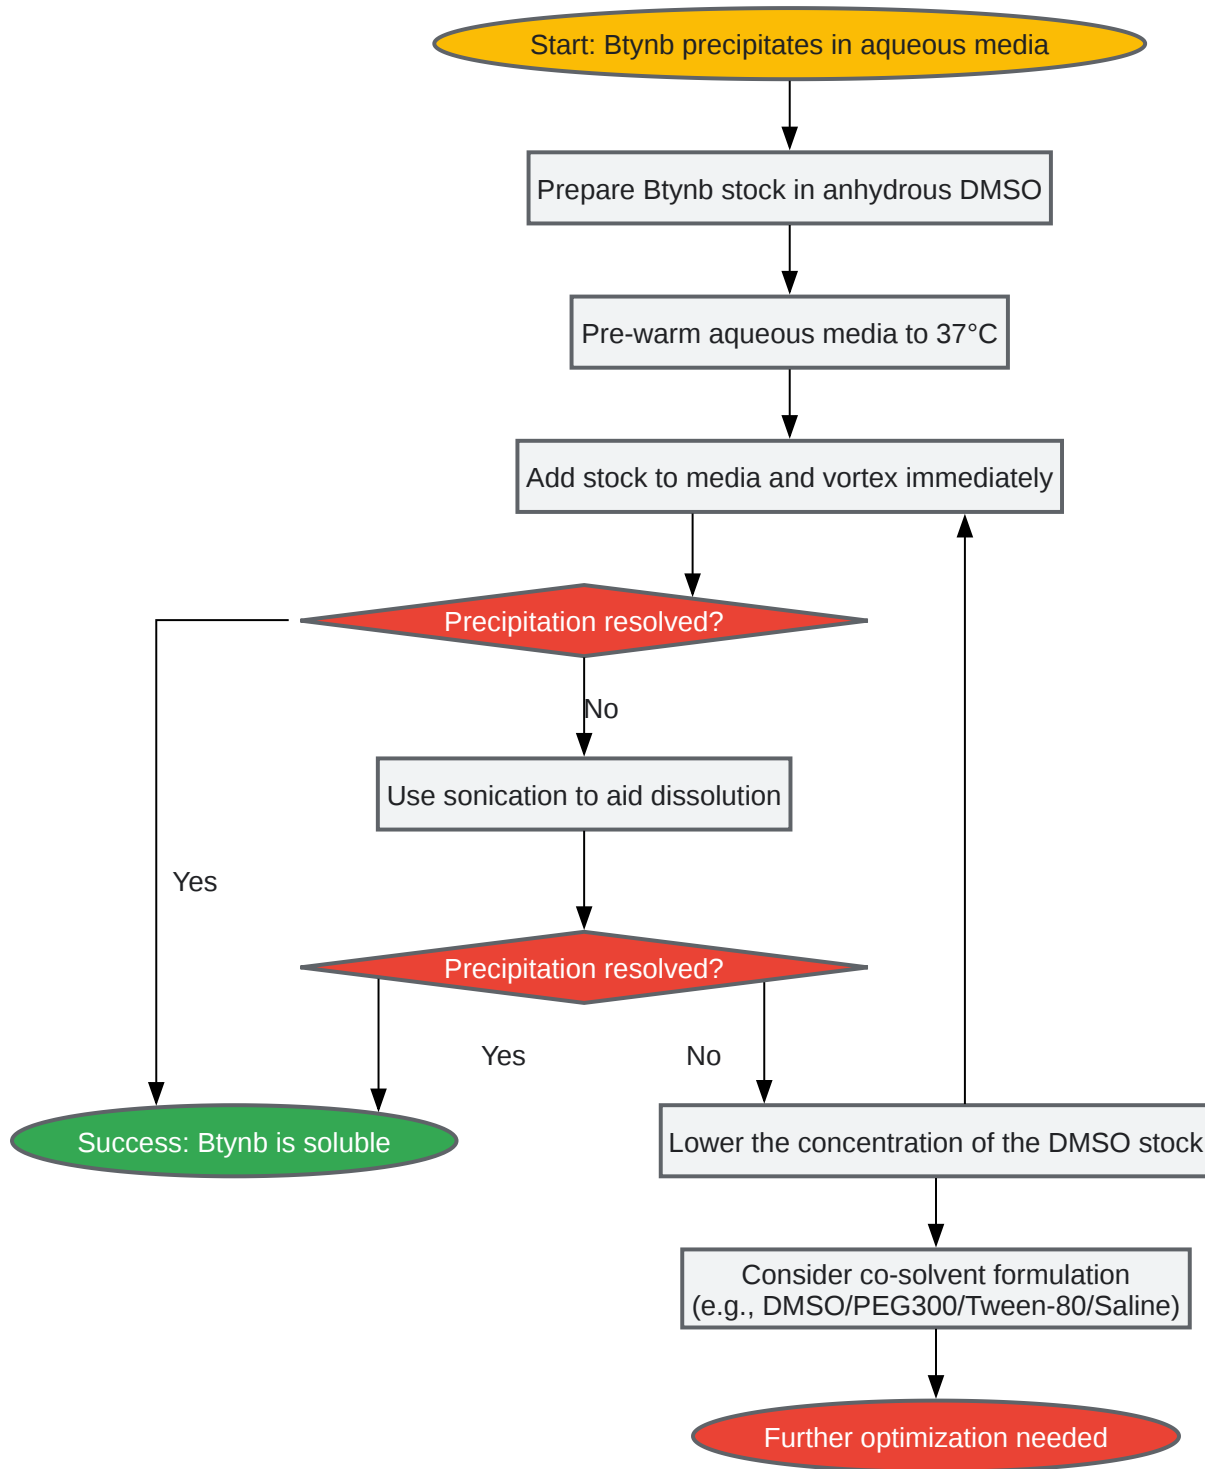 Start: Btynb precipitates in aqueous media
Prepare Btynb stock in anhydrous DMSO
Pre-warm aqueous media to 37°C
Add stock to media and vortex immediately
Precipitation resolved?
No
Use sonication to aid dissolution
Yes
Precipitation resolved?
Yes
No
Success: Btynb is soluble
Lower the concentration of the DMSO stock
Consider co-solvent formulation
(e.g., DMSO/PEG300/Tween-80/Saline)
Further optimization needed